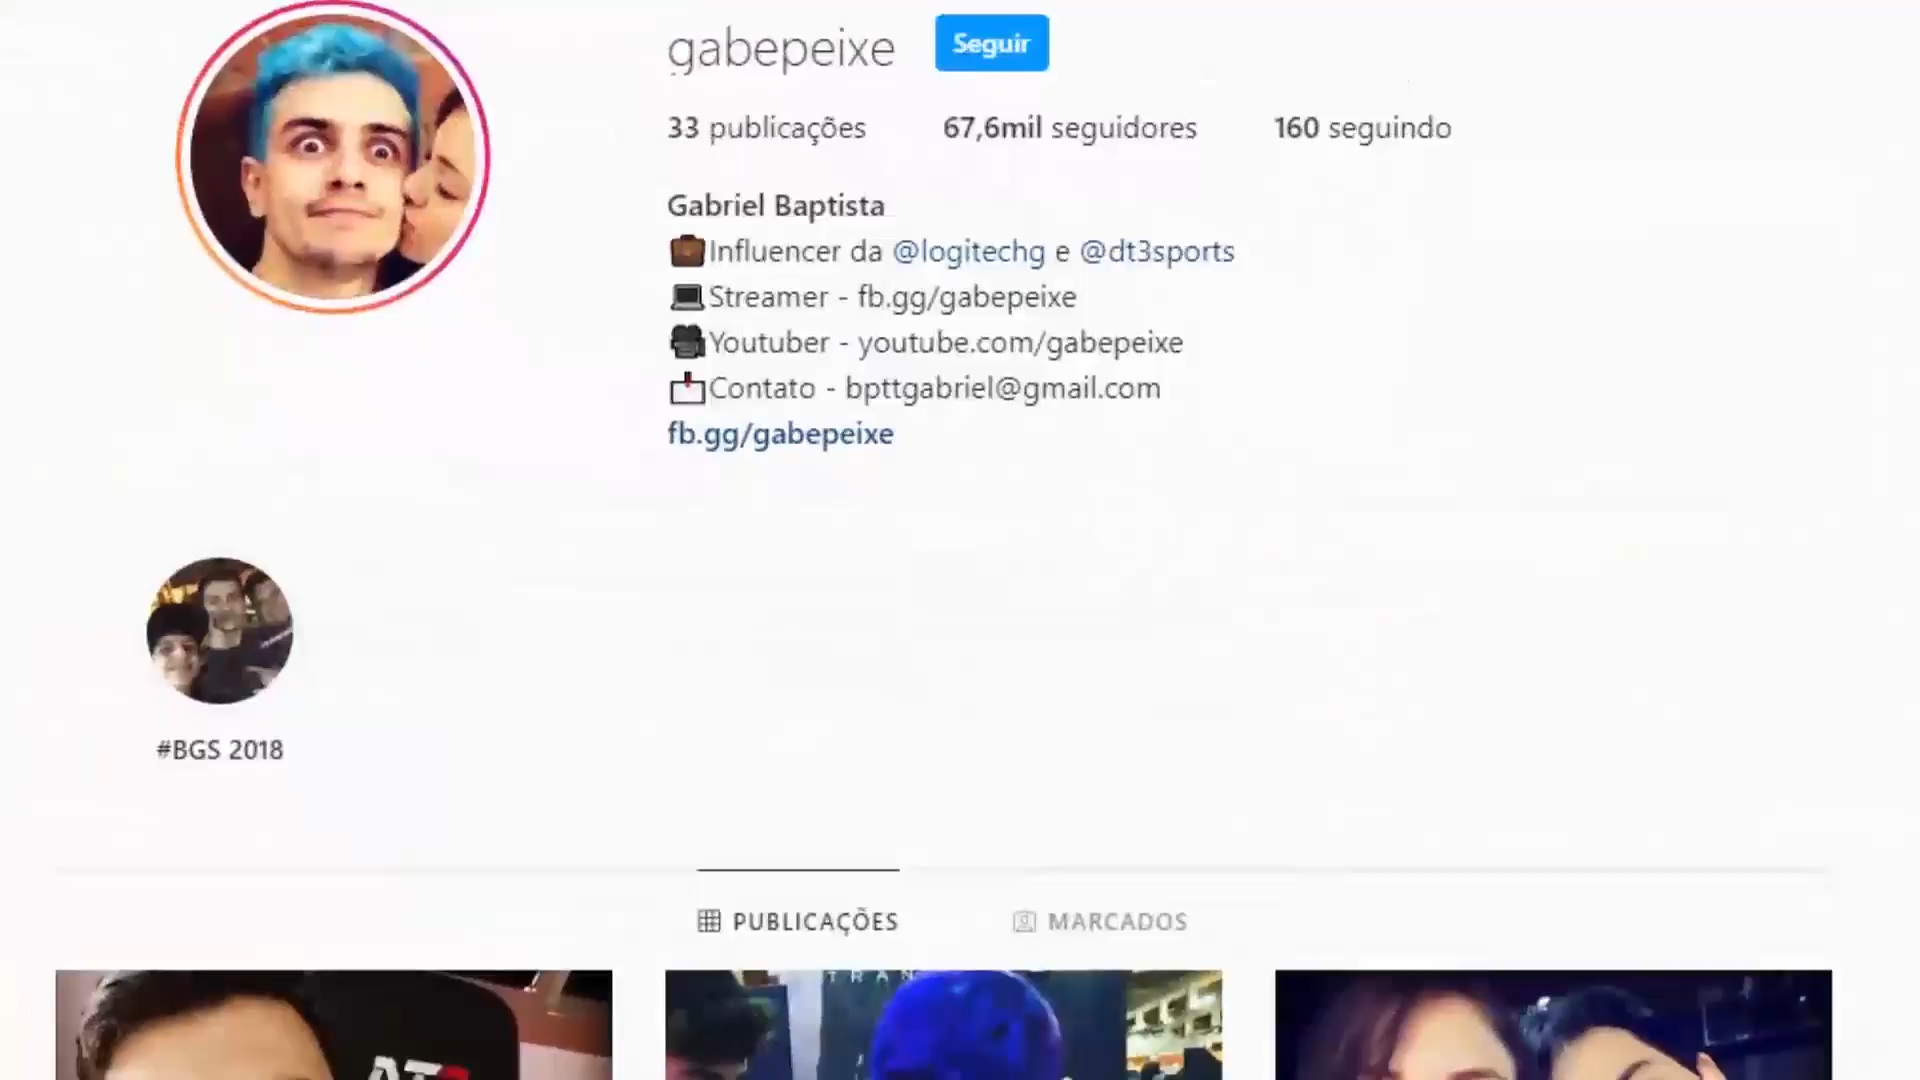 gabepeixe Seguir
33 publicações 67,6mil seguidores 160 seguindo
Gabriel Baptista
Influencer da @logitechg e @dt3sports
Streamer - fb.gg/gabepeixe
Youtuber - youtube.com/gabepeixe
Contato - bpttgabriel@gmail.com
fb.gg/gabepeixe
#BGS 2018
PUBLICAÇÕES MARCADOS
TRAN